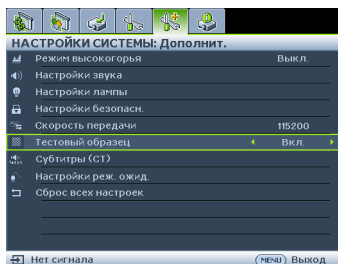 НАСТРОЙКИ СИСТЕМЫ: Дополнит.
Режим высокогорья Выкл.
Настройки звука
Настройки лампы
Настройки безопасн.
Скорость передачи 115200
Тестовый образец Вкл.
Субтитры (СТ)
Настройки реж. ожид.
Сброс всех настроек
Нет сигнала MENU Выход